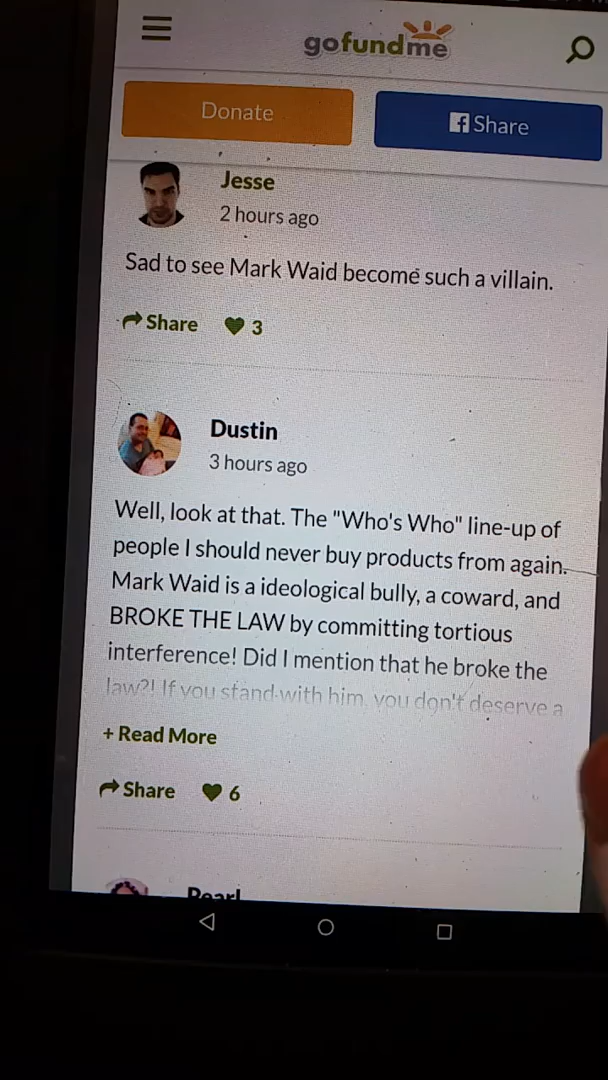 gofundme
Donate
Share
Jesse
2 hours ago
Sad to see Mark Waid become such a villain.
Share 3
Dustin
3 hours ago
Well, look at that. The "Who's Who" line-up of
people I should never buy products from again.
Mark Waid is a ideological bully, a coward, and
BROKE THE LAW by committing tortious
interference! Did I mention that he broke the
law?! If you stand with him, you don't deserve a
+ Read More
Share 6
Pearl